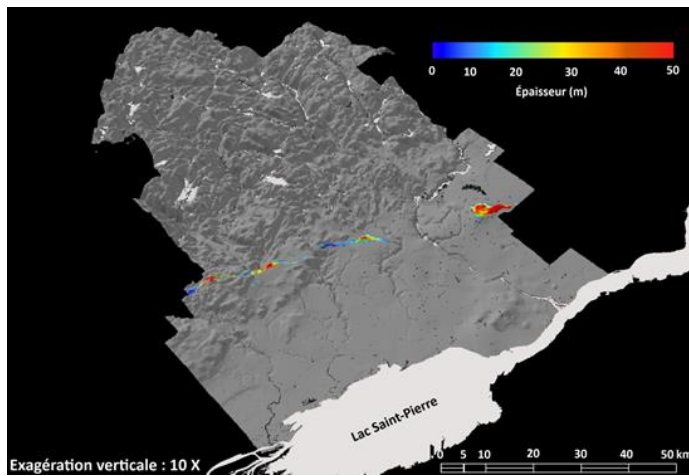 0 10 20 30 40 50
Épaisseur (m)
Lac Saint-Pierre
Exagération verticale : 10 X
0 5 10 20 30 40 50 km